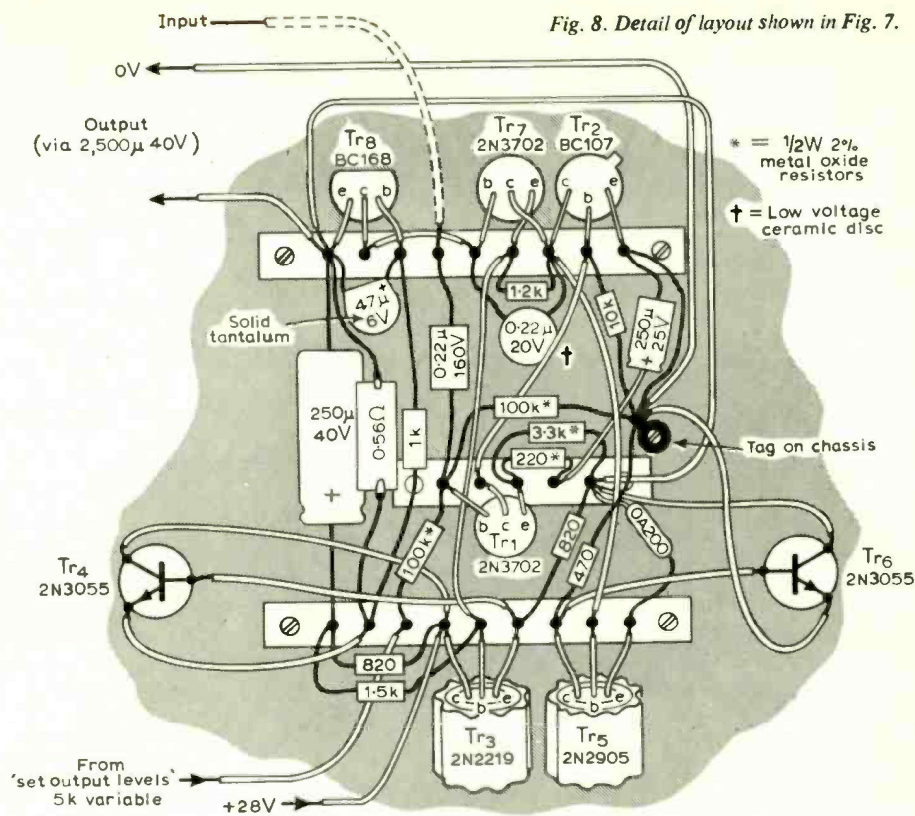 Fig. 8. Detail of layout shown in Fig. 7.
Input
0V
Output
(via 2,500μ 40V)
Tr8
BC168
e c b
Tr7
2N3702
b c e
Tr2
BC107
c b e
* = 1/2W 2%
metal oxide
resistors
† = Low voltage
ceramic disc
47μ +
6V
Solid
tantalum
1·2k
0·22μ
20V
†
10k
250μ
+ 25V
0·22μ
160V
250μ
40V
+
0·56Ω
1k
100k*
3·3k*
220*
Tag on chassis
b c e
Tr1
2N3702
100k*
820
470
OA200
Tr4
2N3055
Tr6
2N3055
820
1·5k
c b e
Tr3
2N2219
c b e
Tr5
2N2905
From
'set output levels'
5k variable
+28V